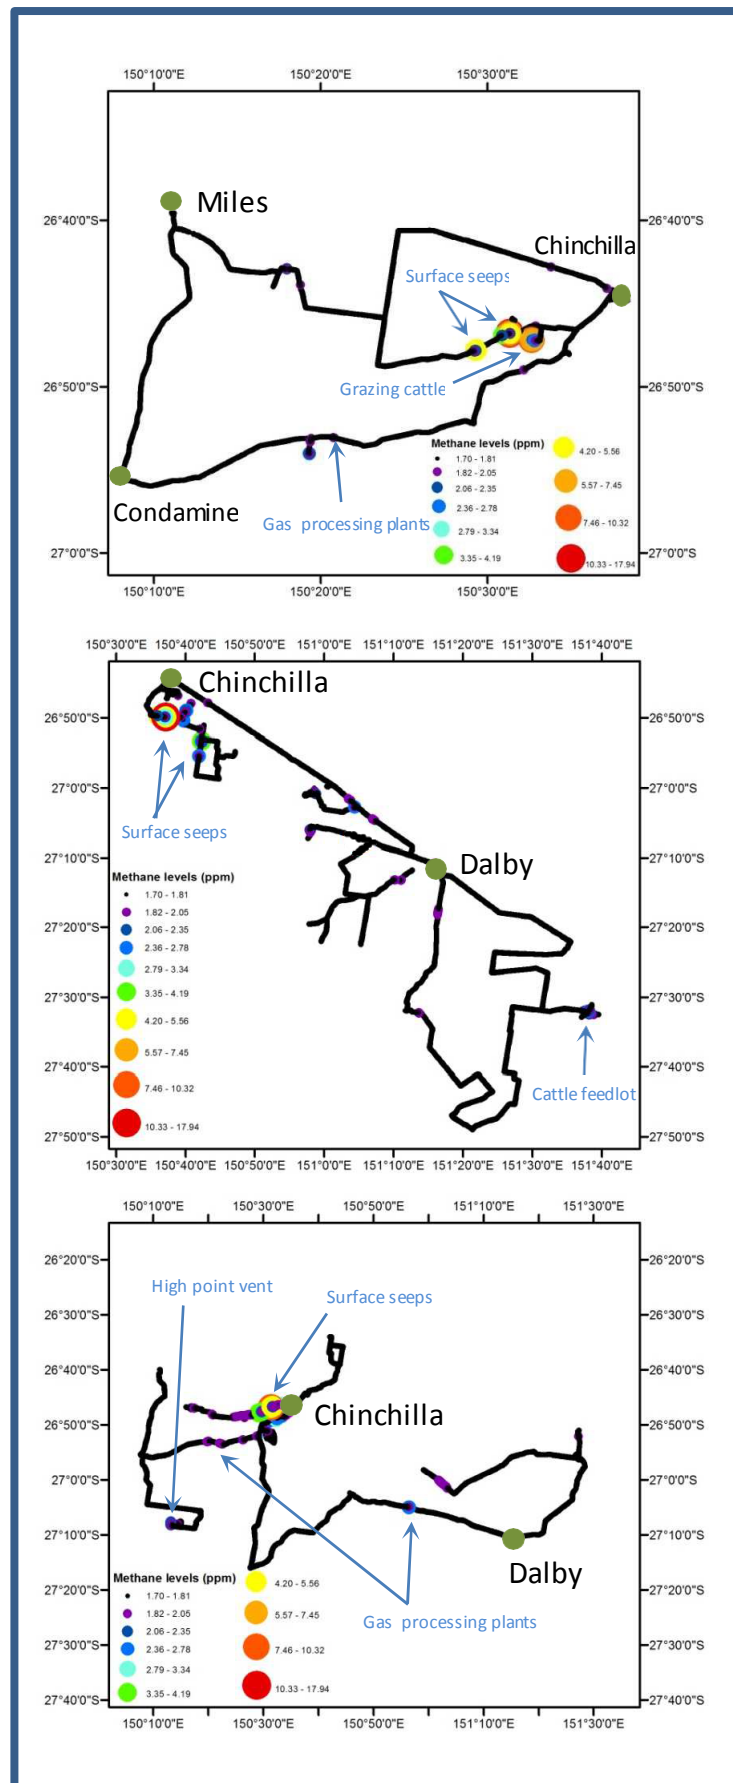 150°10'0"E 150°20'0"E 150°30'0"E
Miles
26°40'0"S 26°40'0"S
Chinchilla
Surface seeps
26°50'0"S 26°50'0"S
Grazing cattle
Methane levels (ppm)
1.70 - 1.81
1.82 - 2.05
2.06 - 2.35
2.36 - 2.78
2.79 - 3.34
3.35 - 4.19
4.20 - 5.56
5.57 - 7.45
7.46 - 10.32
10.33 - 17.94
Condamine
Gas processing plants
27°0'0"S 27°0'0"S
150°10'0"E 150°20'0"E 150°30'0"E
150°30'0"E 150°40'0"E 150°50'0"E 151°0'0"E 151°10'0"E 151°20'0"E 151°30'0"E 151°40'0"E
Chinchilla
26°50'0"S 26°50'0"S
27°0'0"S 27°0'0"S
Surface seeps
27°10'0"S 27°10'0"S
Dalby
Methane levels (ppm)
1.70 - 1.81
1.82 - 2.05
2.06 - 2.35
2.36 - 2.78
2.79 - 3.34
3.35 - 4.19
4.20 - 5.56
5.57 - 7.45
7.46 - 10.32
10.33 - 17.94
27°20'0"S 27°20'0"S
27°30'0"S 27°30'0"S
27°40'0"S 27°40'0"S
Cattle feedlot
27°50'0"S 27°50'0"S
150°30'0"E 150°40'0"E 150°50'0"E 151°0'0"E 151°10'0"E 151°20'0"E 151°30'0"E 151°40'0"E
150°10'0"E 150°30'0"E 150°50'0"E 151°10'0"E 151°30'0"E
26°20'0"S 26°20'0"S
High point vent
Surface seeps
26°30'0"S 26°30'0"S
26°40'0"S 26°40'0"S
Chinchilla
26°50'0"S 26°50'0"S
27°0'0"S 27°0'0"S
27°10'0"S 27°10'0"S
Dalby
Methane levels (ppm)
1.70 - 1.81
1.82 - 2.05
2.06 - 2.35
2.36 - 2.78
2.79 - 3.34
3.35 - 4.19
4.20 - 5.56
5.57 - 7.45
7.46 - 10.32
10.33 - 17.94
27°20'0"S 27°20'0"S
Gas processing plants
27°30'0"S 27°30'0"S
27°40'0"S 27°40'0"S
150°10'0"E 150°30'0"E 150°50'0"E 151°10'0"E 151°30'0"E